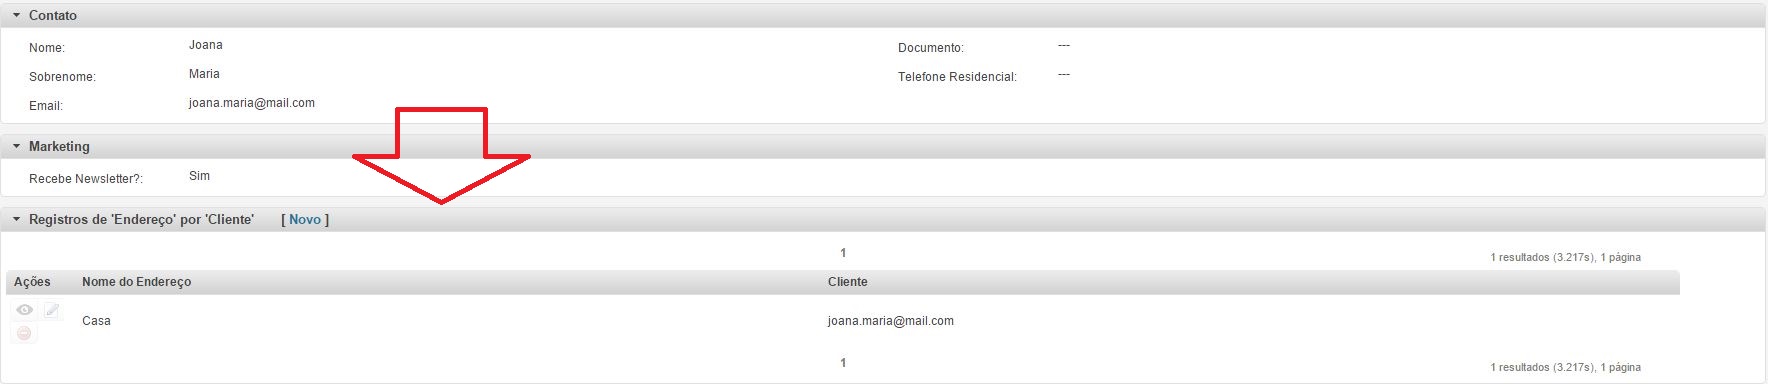 Contato
Nome: Joana Documento: ---
Sobrenome: Maria Telefone Residencial: ---
Email: joana.maria@mail.com
Marketing
Recebe Newsletter?: Sim
Registros de 'Endereço' por 'Cliente' [ Novo ]
1 1 resultados (3.217s), 1 página
Ações Nome do Endereço Cliente
Casa joana.maria@mail.com
1 1 resultados (3.217s), 1 página